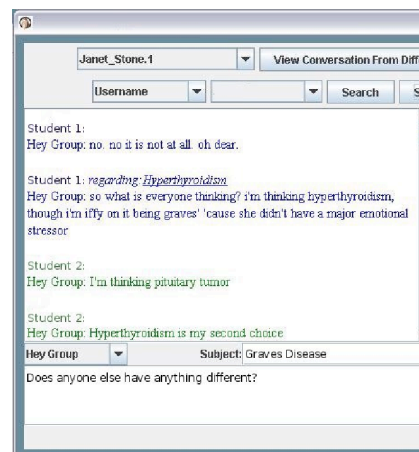 Janet_Stone.1 View Conversation From Diff
Username Search S
Student 1:
Hey Group: no. no it is not at all. oh dear.
Student 1: regarding:Hyperthyroidism
Hey Group: so what is everyone thinking? i'm thinking hyperthyroidism,
though i'm iffy on it being graves' 'cause she didn't have a major emotional
stressor
Student 2:
Hey Group: I'm thinking pituitary tumor
Student 2:
Hey Group: Hyperthyroidism is my second choice
Hey Group Subject: Graves Disease
Does anyone else have anything different?